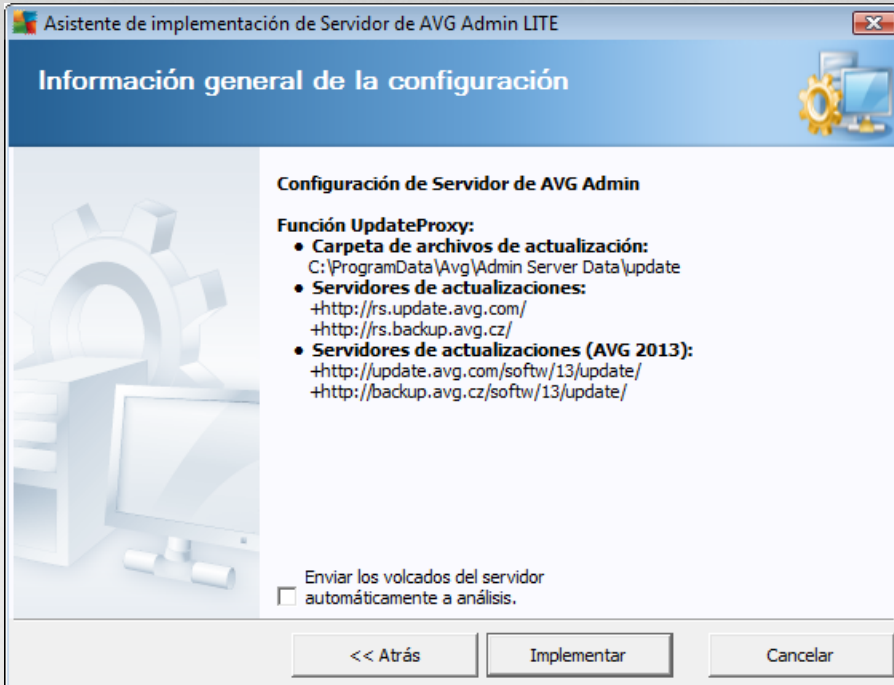 Asistente de implementación de Servidor de AVG Admin LITE
Información general de la configuración
Configuración de Servidor de AVG Admin
Función UpdateProxy:
• Carpeta de archivos de actualización:
C:\ProgramData\Avg\Admin Server Data\update
• Servidores de actualizaciones:
+http://rs.update.avg.com/
+http://rs.backup.avg.cz/
• Servidores de actualizaciones (AVG 2013):
+http://update.avg.com/softw/13/update/
+http://backup.avg.cz/softw/13/update/
Enviar los volcados del servidor
automáticamente a análisis.
<< Atrás
Implementar
Cancelar